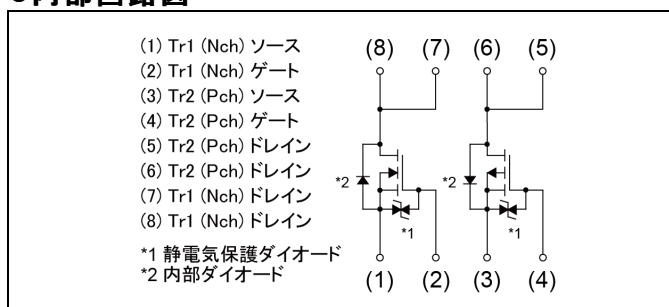 ●内部回路図
(1) Tr1 (Nch) ソース
(2) Tr1 (Nch) ゲート
(3) Tr2 (Pch) ソース
(4) Tr2 (Pch) ゲート
(5) Tr2 (Pch) ドレイン
(6) Tr2 (Pch) ドレイン
(7) Tr1 (Nch) ドレイン
(8) Tr1 (Nch) ドレイン
*1 静電気保護ダイオード
*2 内部ダイオード
(8) (7) (6) (5)
*2 *2
*1 *1
(1) (2) (3) (4)